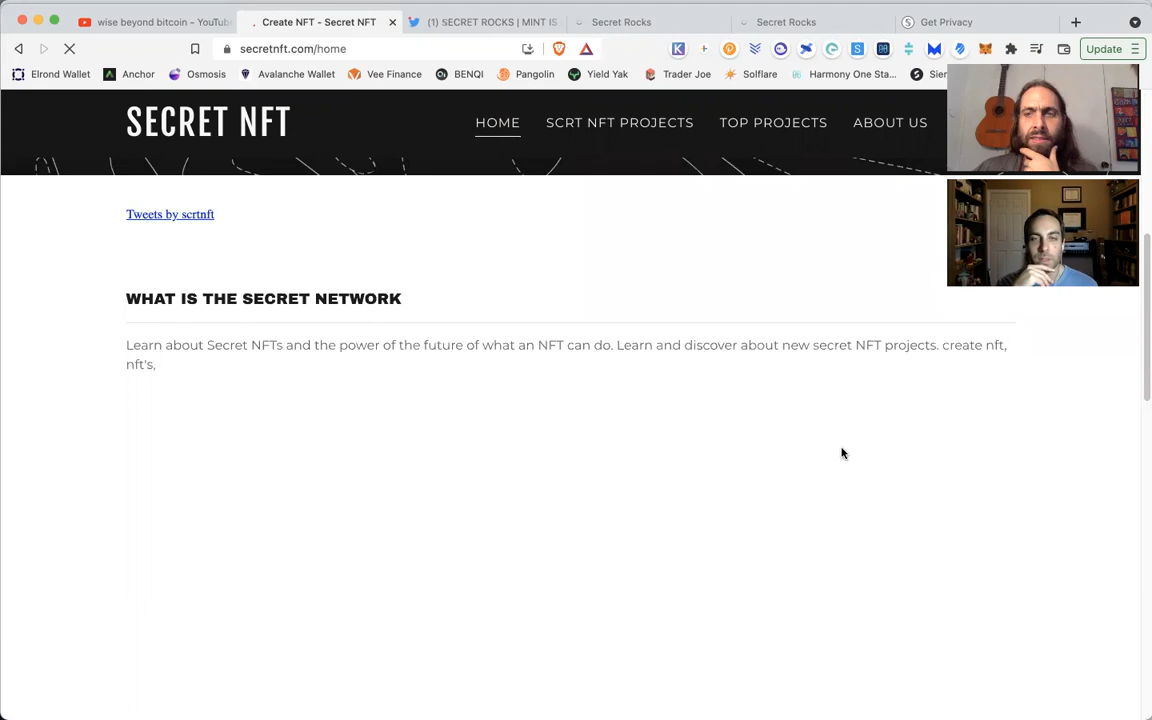 wise beyond bitcoin - YouTu
Create NFT - Secret NFT
(1) SECRET ROCKS | MINT IS
Secret Rocks
Secret Rocks
Get Privacy
secretnft.com/home
Update
Elrond Wallet
Anchor
Osmosis
Avalanche Wallet
Vee Finance
BENQI
Pangolin
Yield Yak
Trader Joe
Solflare
Harmony One Sta...
Sier
SECRET NFT
HOME
SCRT NFT PROJECTS
TOP PROJECTS
ABOUT US
Tweets by scrtnft
WHAT IS THE SECRET NETWORK
Learn about Secret NFTs and the power of the future of what an NFT can do. Learn and discover about new secret NFT projects. create nft,
nft's,